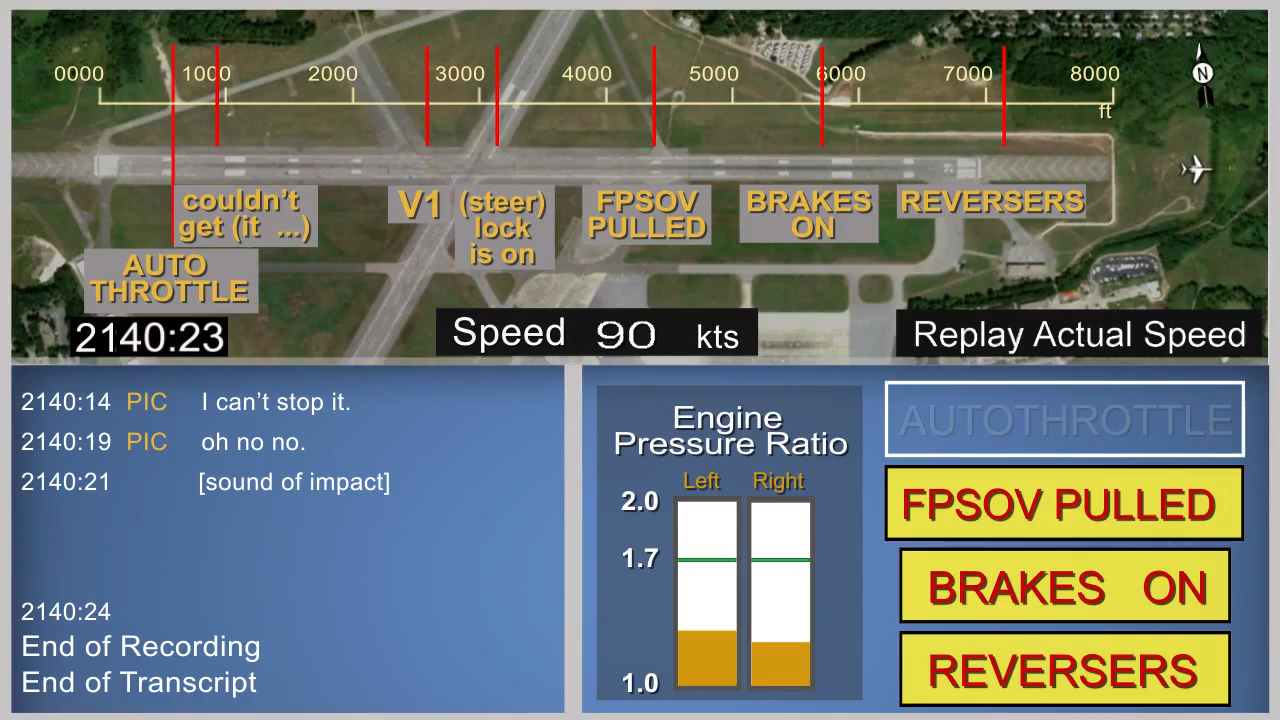 0000 1000 2000 3000 4000 5000 6000 7000 8000
ft
N
couldn't
get (it ...)
V1
(steer)
lock
is on
FPSOV
PULLED
BRAKES
ON
REVERSERS
AUTO
THROTTLE
2140:23
Speed 90 kts
Replay Actual Speed
2140:14 PIC I can't stop it.
2140:19 PIC oh no no.
2140:21 [sound of impact]
2140:24
End of Recording
End of Transcript
Engine
Pressure Ratio
Left Right
2.0
1.7
1.0
AUTOTHROTTLE
FPSOV PULLED
BRAKES ON
REVERSERS